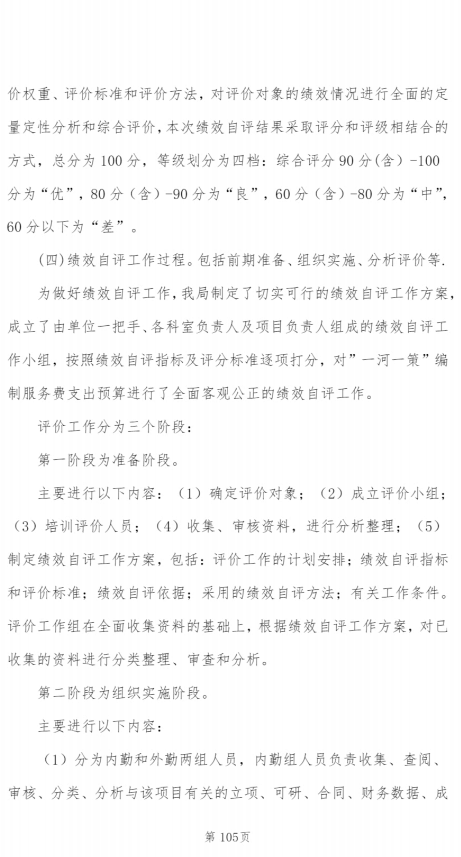 价权重、评价标准和评价方法，对评价对象的绩效情况进行全面的定
量定性分析和综合评价，本次绩效自评结果采取评分和评级相结合的
方式，总分为 100 分，等级划分为四档：综合评分 90 分(含）-100
分为“优”，80 分（含）-90 分为“良”，60 分（含）-80 分为“中”，
60 分以下为“差”。
(四)绩效自评工作过程。包括前期准备、组织实施、分析评价等.
为做好绩效自评工作，我局制定了切实可行的绩效自评工作方案，
成立了由单位一把手、各科室负责人及项目负责人组成的绩效自评工
作小组，按照绩效自评指标及评分标准逐项打分，对”一河一策”编
制服务费支出预算进行了全面客观公正的绩效自评工作。
评价工作分为三个阶段：
第一阶段为准备阶段。
主要进行以下内容：（1）确定评价对象；（2）成立评价小组；
（3）培训评价人员；（4）收集、审核资料，进行分析整理；（5）
制定绩效自评工作方案，包括：评价工作的计划安排；绩效自评指标
和评价标准；绩效自评依据；采用的绩效自评方法；有关工作条件。
评价工作组在全面收集资料的基础上，根据绩效自评工作方案，对已
收集的资料进行分类整理、审查和分析。
第二阶段为组织实施阶段。
主要进行以下内容：
（1）分为内勤和外勤两组人员，内勤组人员负责收集、查阅、
审核、分类、分析与该项目有关的立项、可研、合同、财务数据、成
第 105页